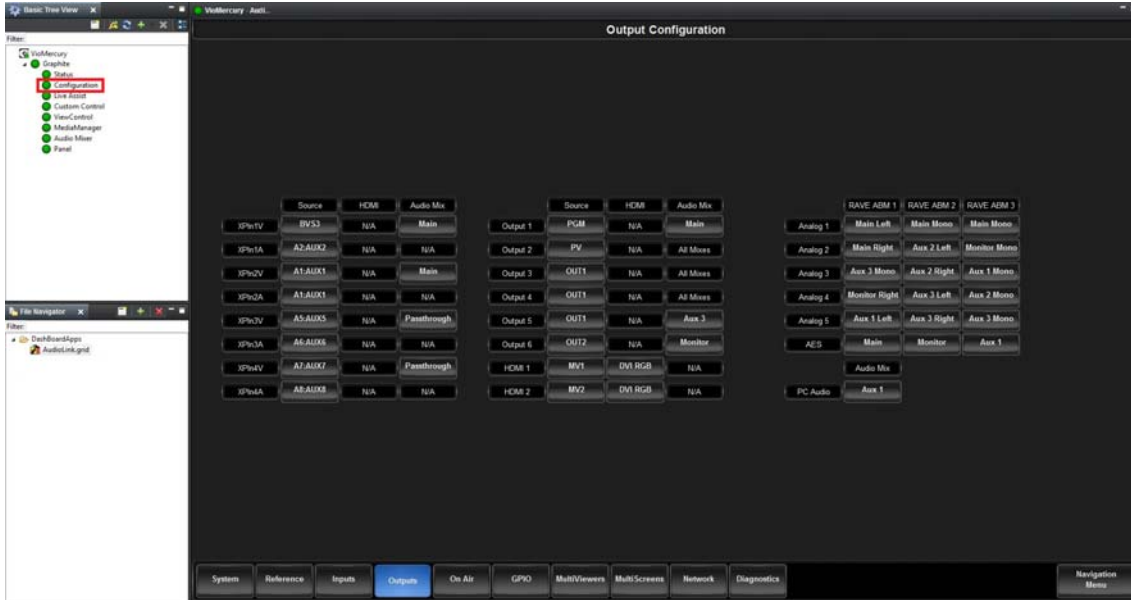 Basic Tree View
VioMercury - Audi...
Output Configuration
Filter:
VioMercury
Graphite
Status
Configuration
Live Assist
Custom Control
ViewControl
MediaManager
Audio Mixer
Panel
Source HDMI Audio Mix Source HDMI Audio Mix RAVE ABM 1 RAVE ABM 2 RAVE ABM 3
XPIn1V BVS3 N/A Main Output 1 PGM N/A Main Analog 1 Main Left Main Mono Main Mono
XPIn1A A2:AUX2 N/A N/A Output 2 PV N/A All Mixes Analog 2 Main Right Aux 2 Left Monitor Mono
XPIn2V A1:AUX1 N/A Main Output 3 OUT1 N/A All Mixes Analog 3 Aux 3 Mono Aux 2 Right Aux 1 Mono
XPIn2A A1:AUX1 N/A N/A Output 4 OUT1 N/A All Mixes Analog 4 Monitor Right Aux 3 Left Aux 2 Mono
XPIn3V A5:AUX5 N/A Passthrough Output 5 OUT1 N/A Aux 3 Analog 5 Aux 1 Left Aux 3 Right Aux 3 Mono
XPIn3A A6:AUX6 N/A N/A Output 6 OUT2 N/A Monitor AES Main Monitor Aux 1
XPIn4V A7:AUX7 N/A Passthrough HDMI 1 MV1 DVI RGB N/A Audio Mix
XPIn4A A8:AUX8 N/A N/A HDMI 2 MV2 DVI RGB N/A PC Audio Aux 1
File Navigator
Filter:
DashBoardApps
AudioLink.grid
System Reference Inputs Outputs On Air GPIO MultiViewers MultiScreens Network Diagnostics Navigation Menu